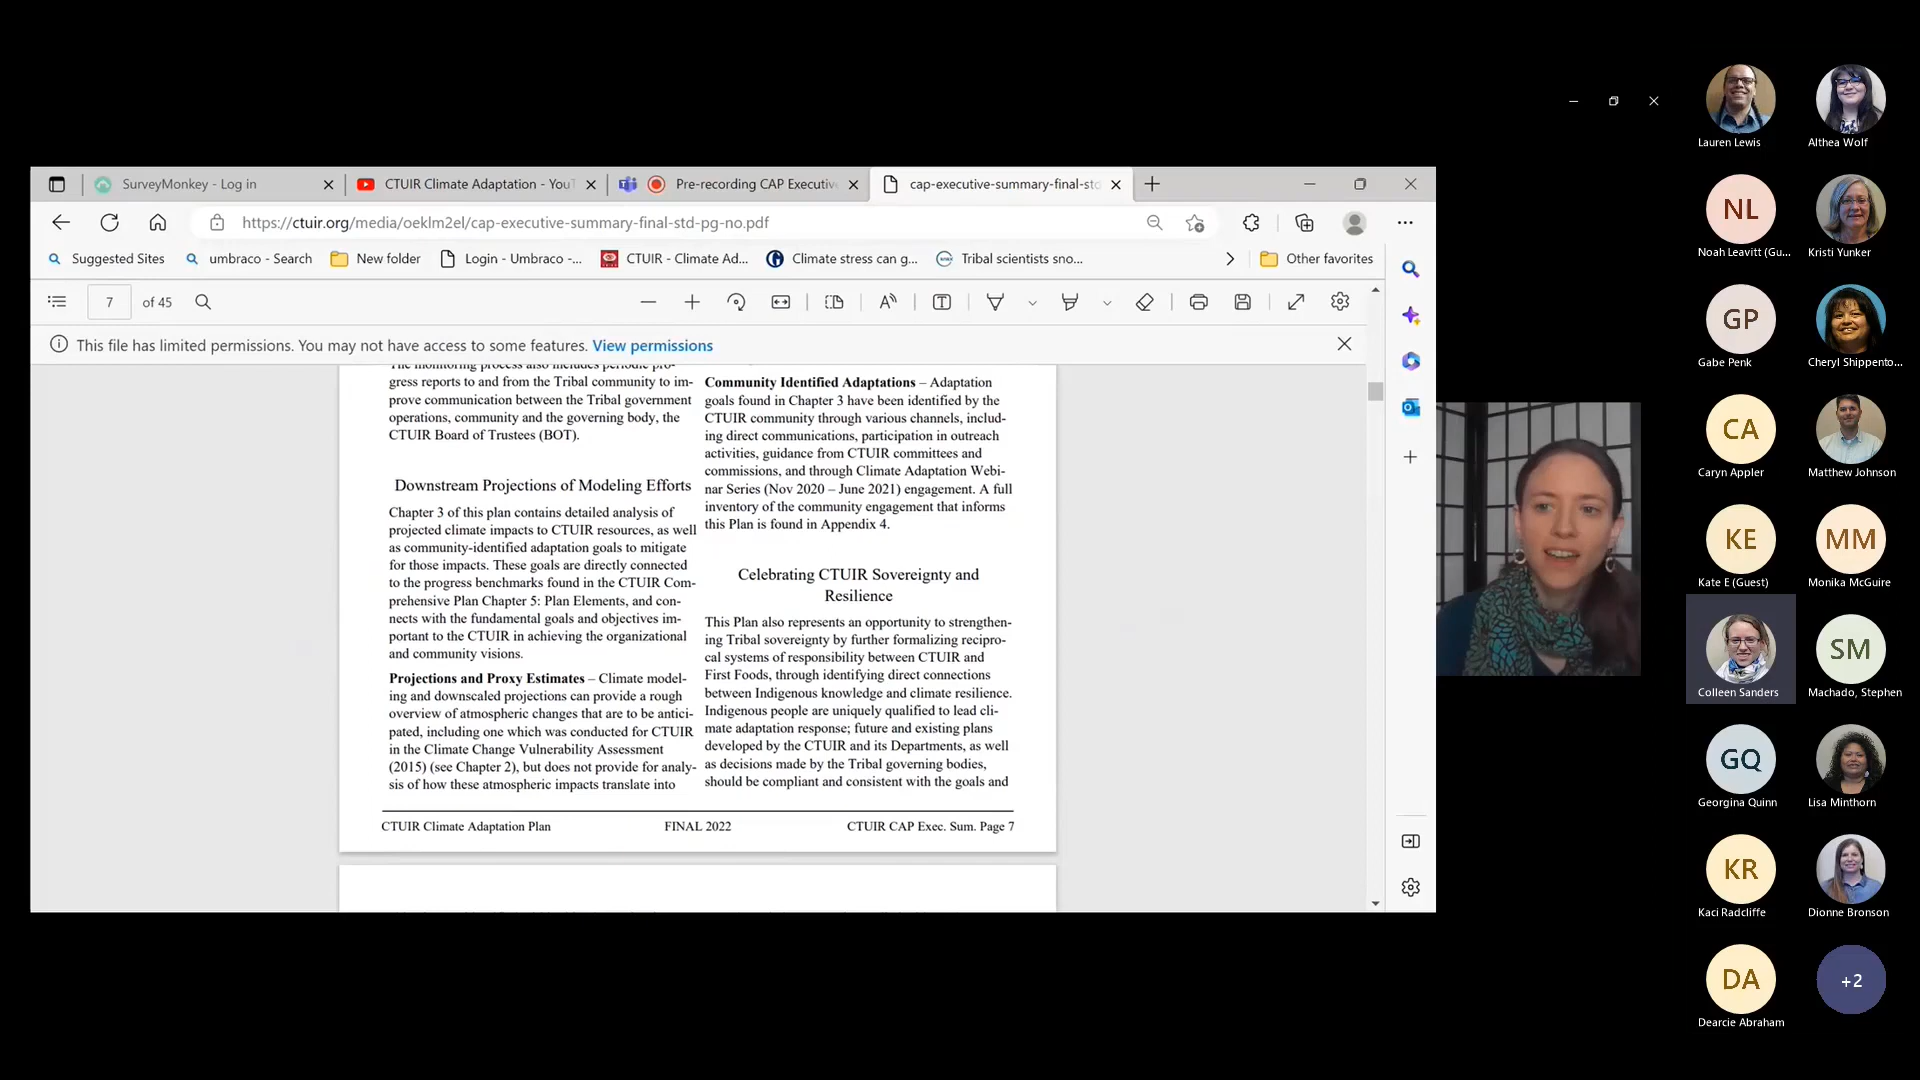 SurveyMonkey - Log in
CTUIR Climate Adaptation - YouT
Pre-recording CAP Executiv
cap-executive-summary-final-std
https://ctuir.org/media/oeklm2el/cap-executive-summary-final-std-pg-no.pdf
Suggested Sites
umbraco - Search
New folder
Login - Umbraco -...
CTUIR - Climate Ad...
Climate stress can g...
Tribal scientists sno...
Other favorites
7 of 45
This file has limited permissions. You may not have access to some features. View permissions
The monitoring process also includes periodic pro-
gress reports to and from the Tribal community to im-
prove communication between the Tribal government
operations, community and the governing body, the
CTUIR Board of Trustees (BOT).
Downstream Projections of Modeling Efforts
Chapter 3 of this plan contains detailed analysis of
projected climate impacts to CTUIR resources, as well
as community-identified adaptation goals to mitigate
for those impacts. These goals are directly connected
to the progress benchmarks found in the CTUIR Com-
prehensive Plan Chapter 5: Plan Elements, and con-
nects with the fundamental goals and objectives im-
portant to the CTUIR in achieving the organizational
and community visions.
Projections and Proxy Estimates – Climate model-
ing and downscaled projections can provide a rough
overview of atmospheric changes that are to be antici-
pated, including one which was conducted for CTUIR
in the Climate Change Vulnerability Assessment
(2015) (see Chapter 2), but does not provide for analy-
sis of how these atmospheric impacts translate into
Community Identified Adaptations – Adaptation
goals found in Chapter 3 have been identified by the
CTUIR community through various channels, includ-
ing direct communications, participation in outreach
activities, guidance from CTUIR committees and
commissions, and through Climate Adaptation Webi-
nar Series (Nov 2020 – June 2021) engagement. A full
inventory of the community engagement that informs
this Plan is found in Appendix 4.
Celebrating CTUIR Sovereignty and
Resilience
This Plan also represents an opportunity to strengthen-
ing Tribal sovereignty by further formalizing recipro-
cal systems of responsibility between CTUIR and
First Foods, through identifying direct connections
between Indigenous knowledge and climate resilience.
Indigenous people are uniquely qualified to lead cli-
mate adaptation response; future and existing plans
developed by the CTUIR and its Departments, as well
as decisions made by the Tribal governing bodies,
should be compliant and consistent with the goals and
CTUIR Climate Adaptation Plan
FINAL 2022
CTUIR CAP Exec. Sum. Page 7
Lauren Lewis
Althea Wolf
NL
Noah Leavitt (Gu...
Kristi Yunker
GP
Gabe Penk
Cheryl Shippento...
CA
Caryn Appler
Matthew Johnson
KE
Kate E (Guest)
MM
Monika McGuire
Colleen Sanders
SM
Machado, Stephen
GQ
Georgina Quinn
Lisa Minthorn
KR
Kaci Radcliffe
Dionne Bronson
DA
Dearcie Abraham
+2